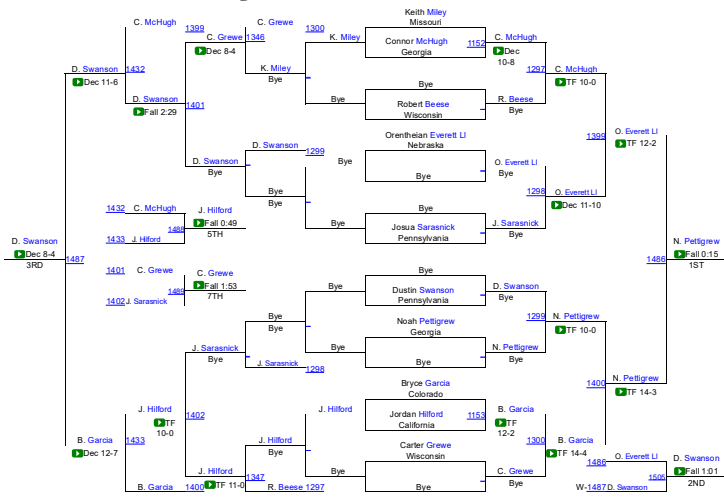 Keith Miley
Missouri
C. McHugh 1399 C. Grewe 1300 K. Miley Connor McHugh 1152 C. McHugh
Georgia Dec
10-8
C. Grewe 1346
Dec 8-4
K. Miley
Bye
D. Swanson 1432
Dec 11-6
1297 C. McHugh
TF 10-0
Bye
D. Swanson 1401
Fall 2:29
Bye Robert Beese R. Beese
Wisconsin Bye
Orentheian Everett Ll
Nebraska
1399 O. Everett Ll
TF 12-2
D. Swanson 1299 Bye O. Everett Ll
Bye
D. Swanson
Bye
Bye
Bye
Bye
1298 O. Everett Ll
Dec 11-10
1432 C. McHugh J. Hilford
1488 Fall 0:49
1433 J. Hilford 5TH
Bye Josua Sarasnick J. Sarasnick
Pennsylvania Bye
D. Swanson
Dec 8-4
3RD 1487
1486 N. Pettigrew
Fall 0:15
1ST
1401 C. Grewe C. Grewe
1489 Fall 1:53
1402 J. Sarasnick 7TH
Bye Dustin Swanson D. Swanson
Pennsylvania Bye
Bye
Bye
Noah Pettigrew
Georgia
1299 N. Pettigrew
TF 10-0
J. Sarasnick
Bye
Bye Bye N. Pettigrew
Bye
J. Sarasnick
1298
Bryce Garcia
Colorado
1400 N. Pettigrew
TF 14-3
J. Hilford 1402
TF
10-0
J. Hilford Jordan Hilford 1153 B. Garcia
California TF
12-2
B. Garcia 1433
Dec 12-7
J. Hilford
Bye
Carter Grewe
Wisconsin
1300 B. Garcia
TF 14-4
J. Hilford 1347
TF 11-0
Bye Bye C. Grewe
Bye
1486 O. Everett Ll D. Swanson
1505 Fall 1:01
W-1487 D. Swanson 2ND
B. Garcia 1400 R. Beese 1297